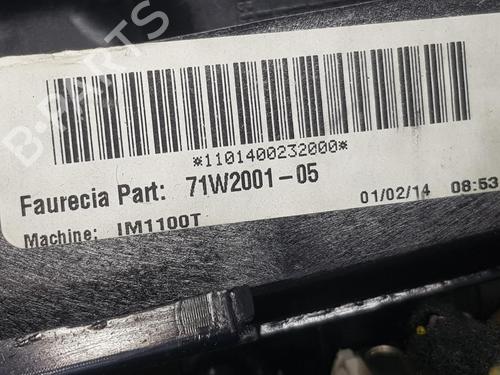 B-PARTS
*1101400232000*
Faurecia Part: 71W2001-05
01/02/14 08:53
Machine: IM1100T